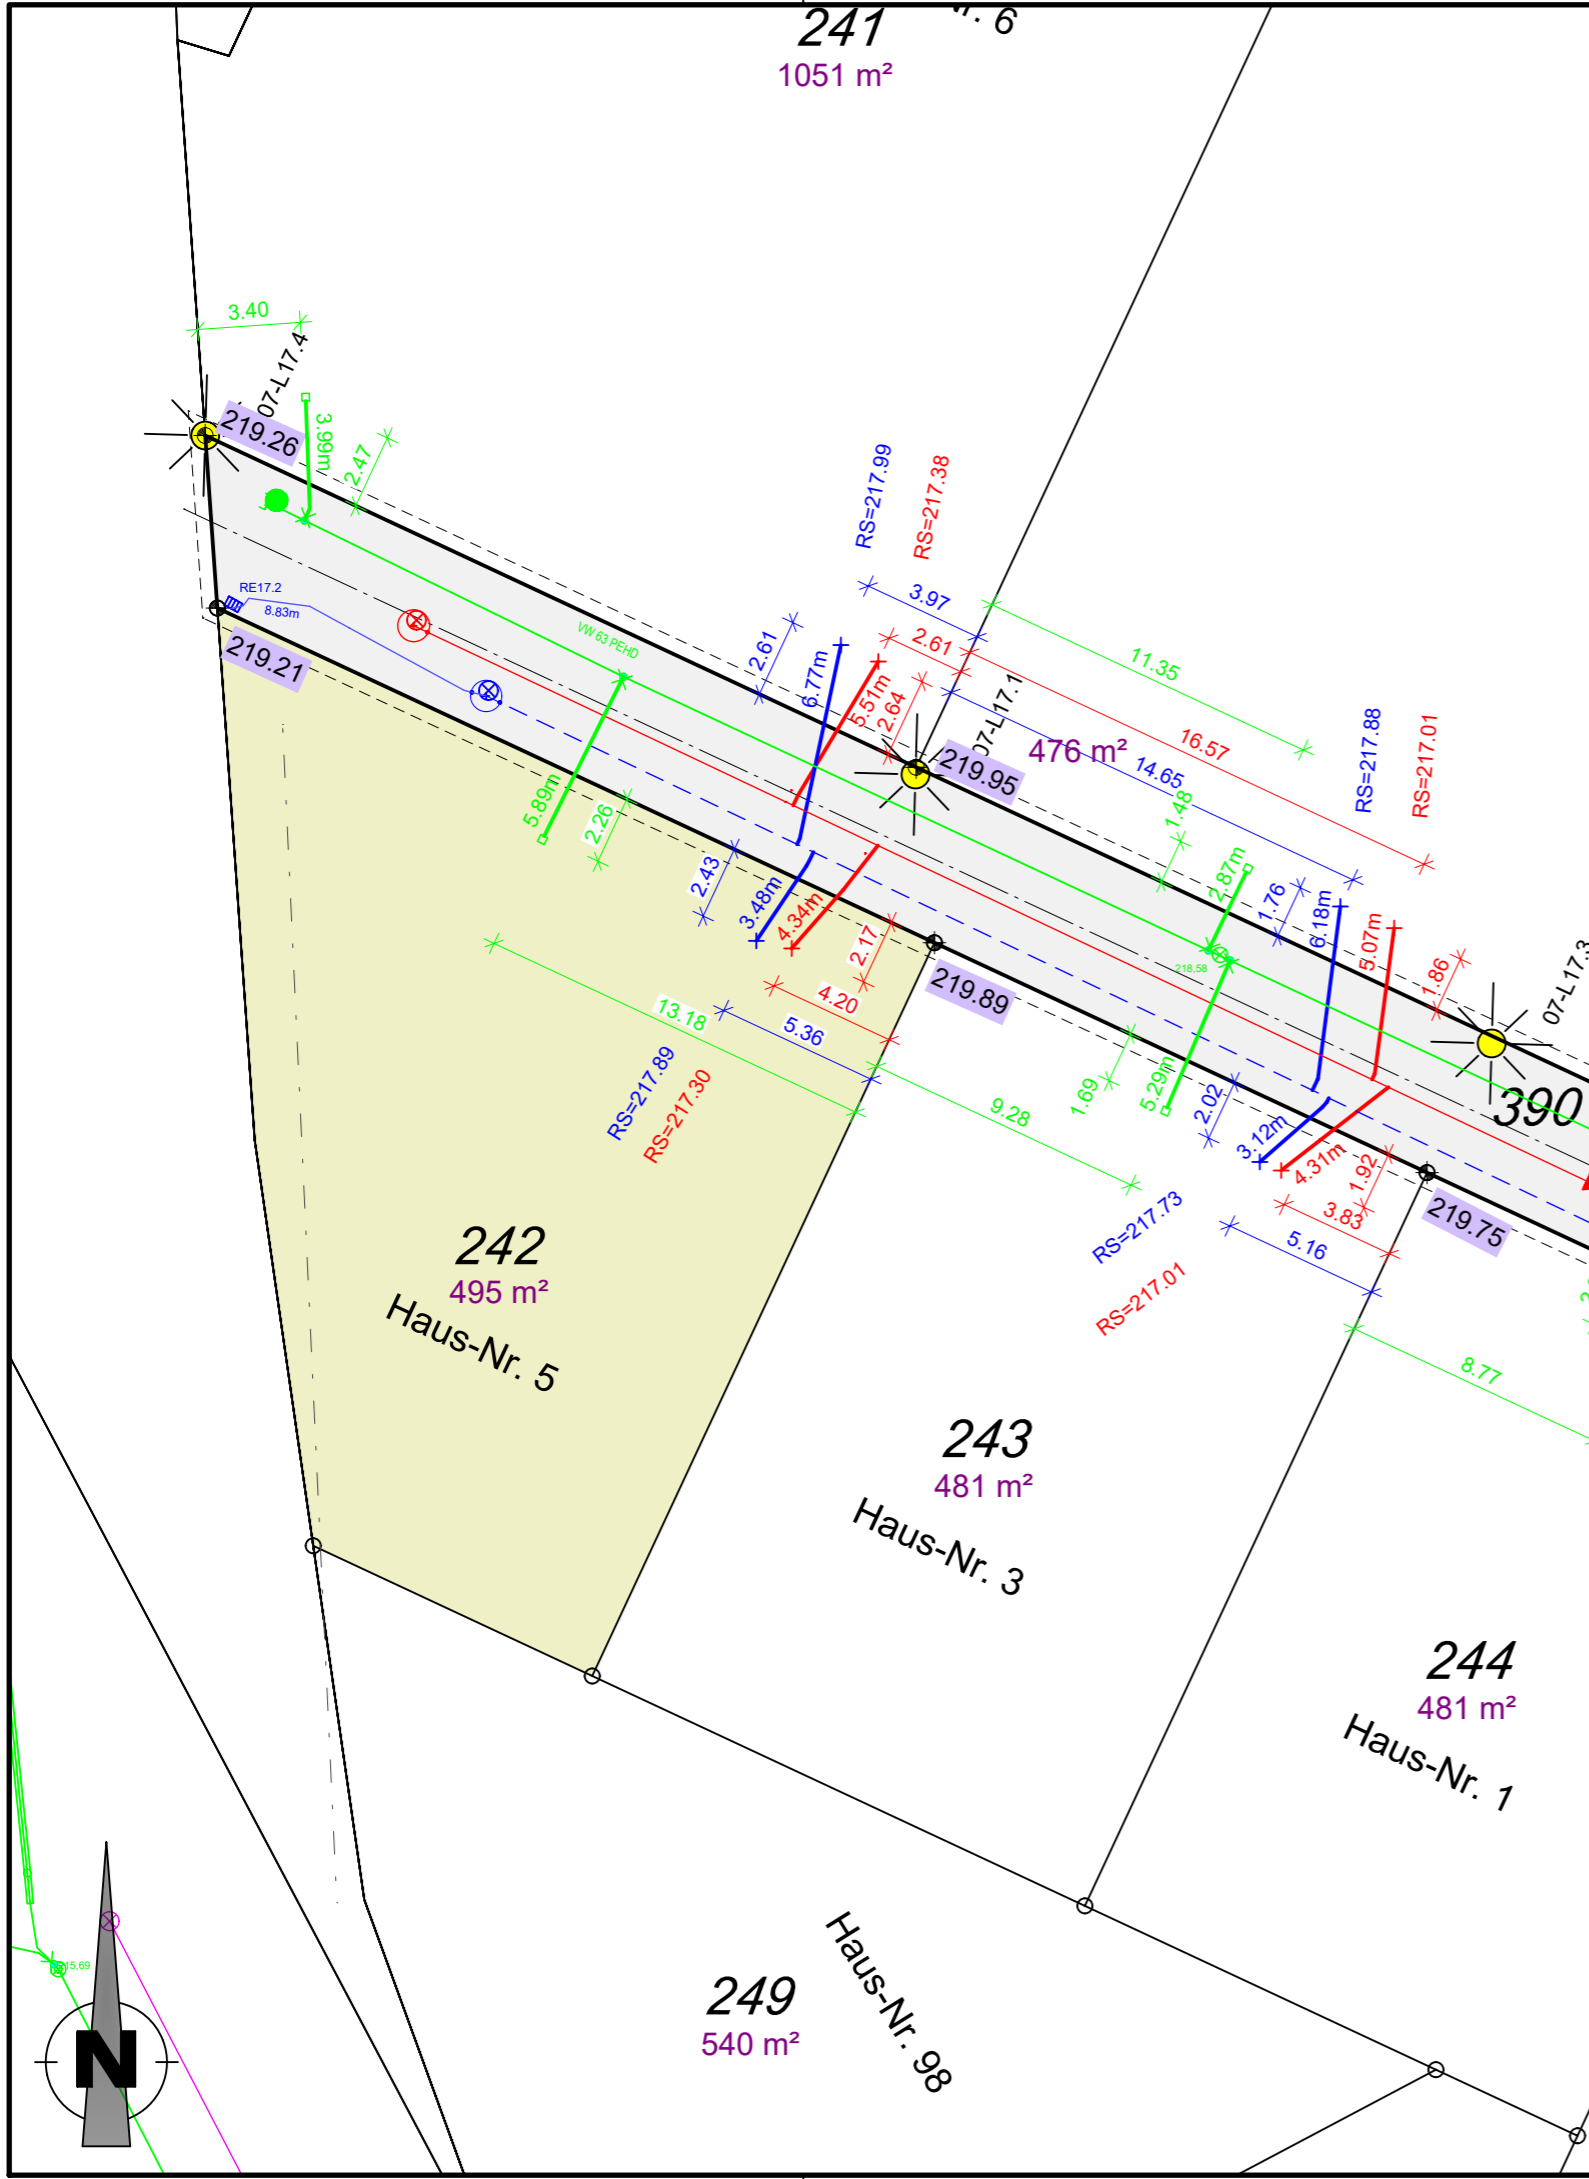 241
1051 m²
3.40
07-L17.4
219.26
3.99m
2.47
RE17.2
8.83m
219.21
VW 63 PEHD
RS=217.99
RS=217.38
3.97
2.61
2.61
6.77m
5.51m
2.64
07-L17.1
219.95
476 m²
11.35
16.57
14.65
RS=217.88
RS=217.01
5.89m
2.26
2.43
3.48m
4.34m
2.17
219.89
1.48
2.87m
1.76
6.18m
5.07m
1.86
07-L17.3
218.58
390
13.18
4.20
5.36
RS=217.89
RS=217.30
9.28
1.69
5.29m
2.02
3.12m
4.31m
1.92
3.83
5.16
219.75
RS=217.73
RS=217.01
8.77
242
495 m²
Haus-Nr. 5
243
481 m²
Haus-Nr. 3
244
481 m²
Haus-Nr. 1
249
540 m²
Haus-Nr. 98
N